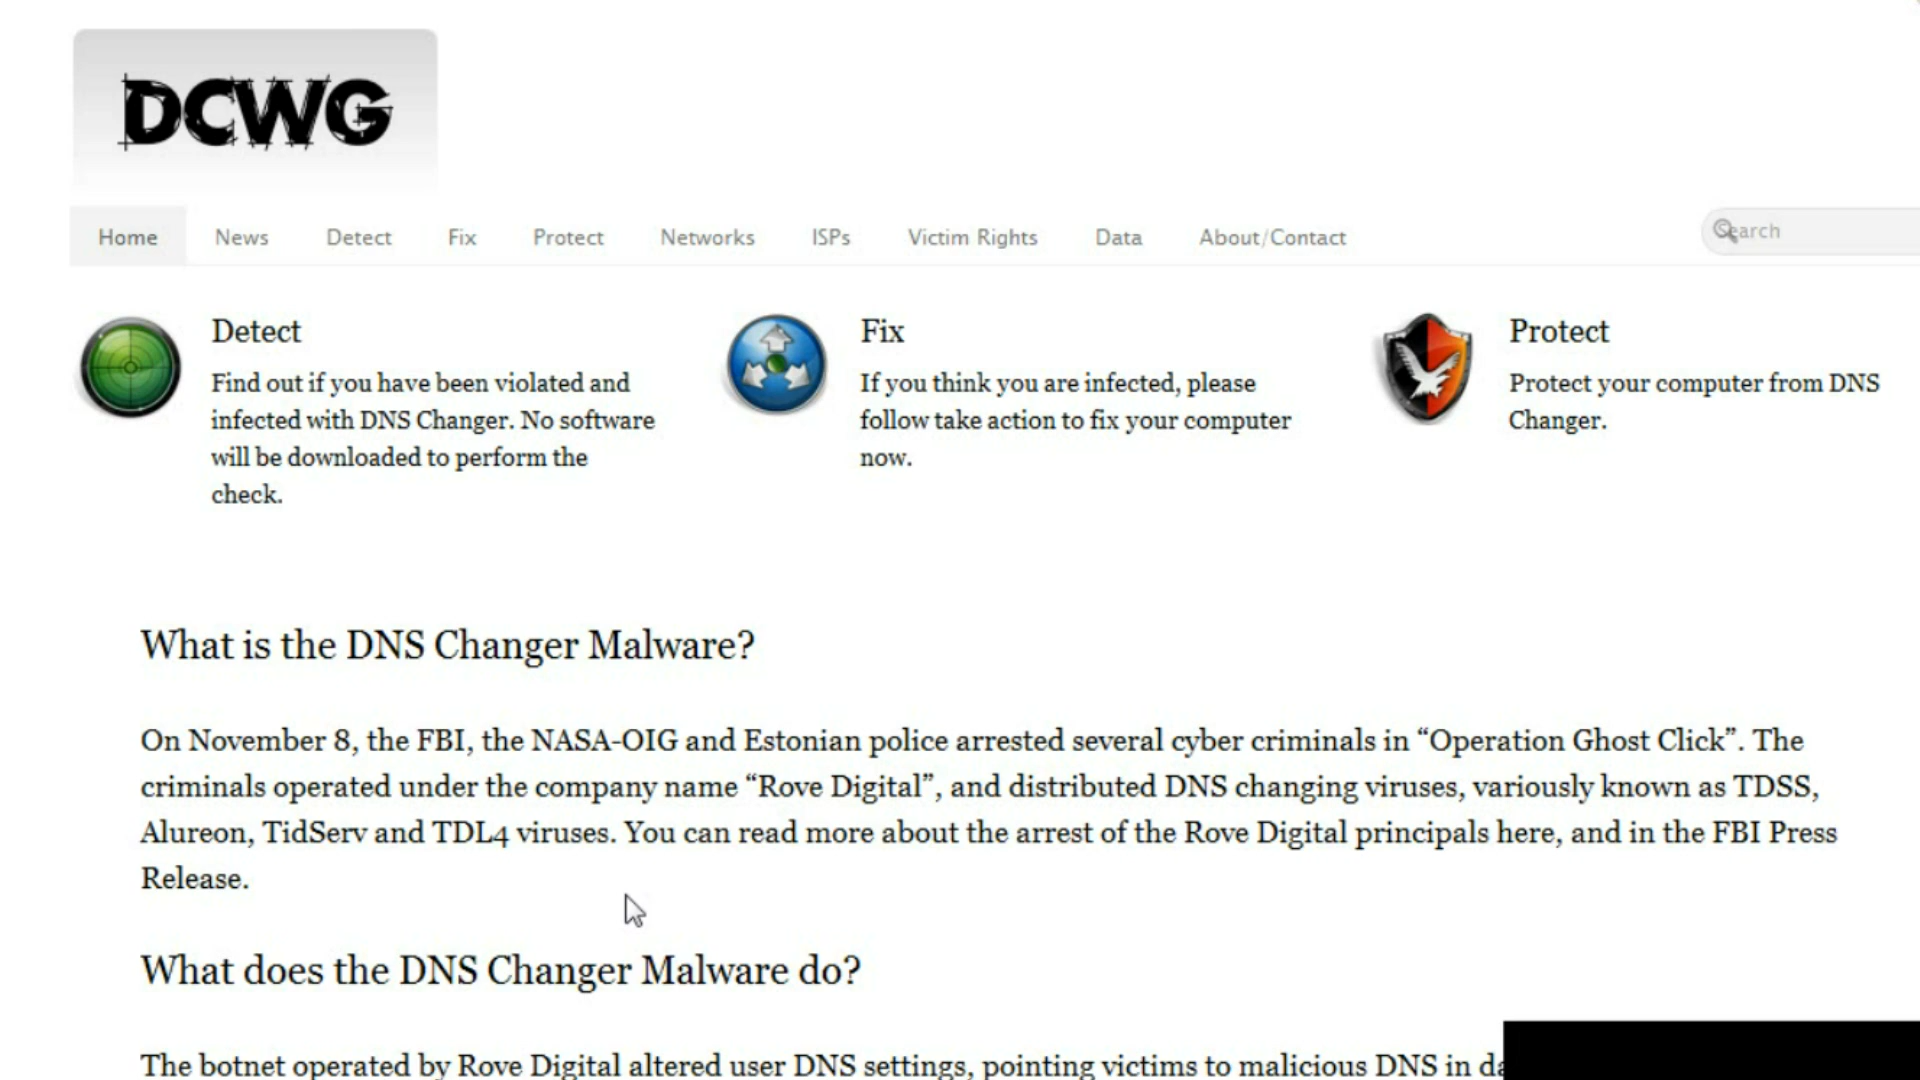 DCWG
Home News Detect Fix Protect Networks ISPs Victim Rights Data About/Contact
Search
Detect
Find out if you have been violated and
infected with DNS Changer. No software
will be downloaded to perform the
check.
Fix
If you think you are infected, please
follow take action to fix your computer
now.
Protect
Protect your computer from DNS
Changer.
What is the DNS Changer Malware?
On November 8, the FBI, the NASA-OIG and Estonian police arrested several cyber criminals in “Operation Ghost Click”. The
criminals operated under the company name “Rove Digital”, and distributed DNS changing viruses, variously known as TDSS,
Alureon, TidServ and TDL4 viruses. You can read more about the arrest of the Rove Digital principals here, and in the FBI Press
Release.
What does the DNS Changer Malware do?
The botnet operated by Rove Digital altered user DNS settings, pointing victims to malicious DNS in